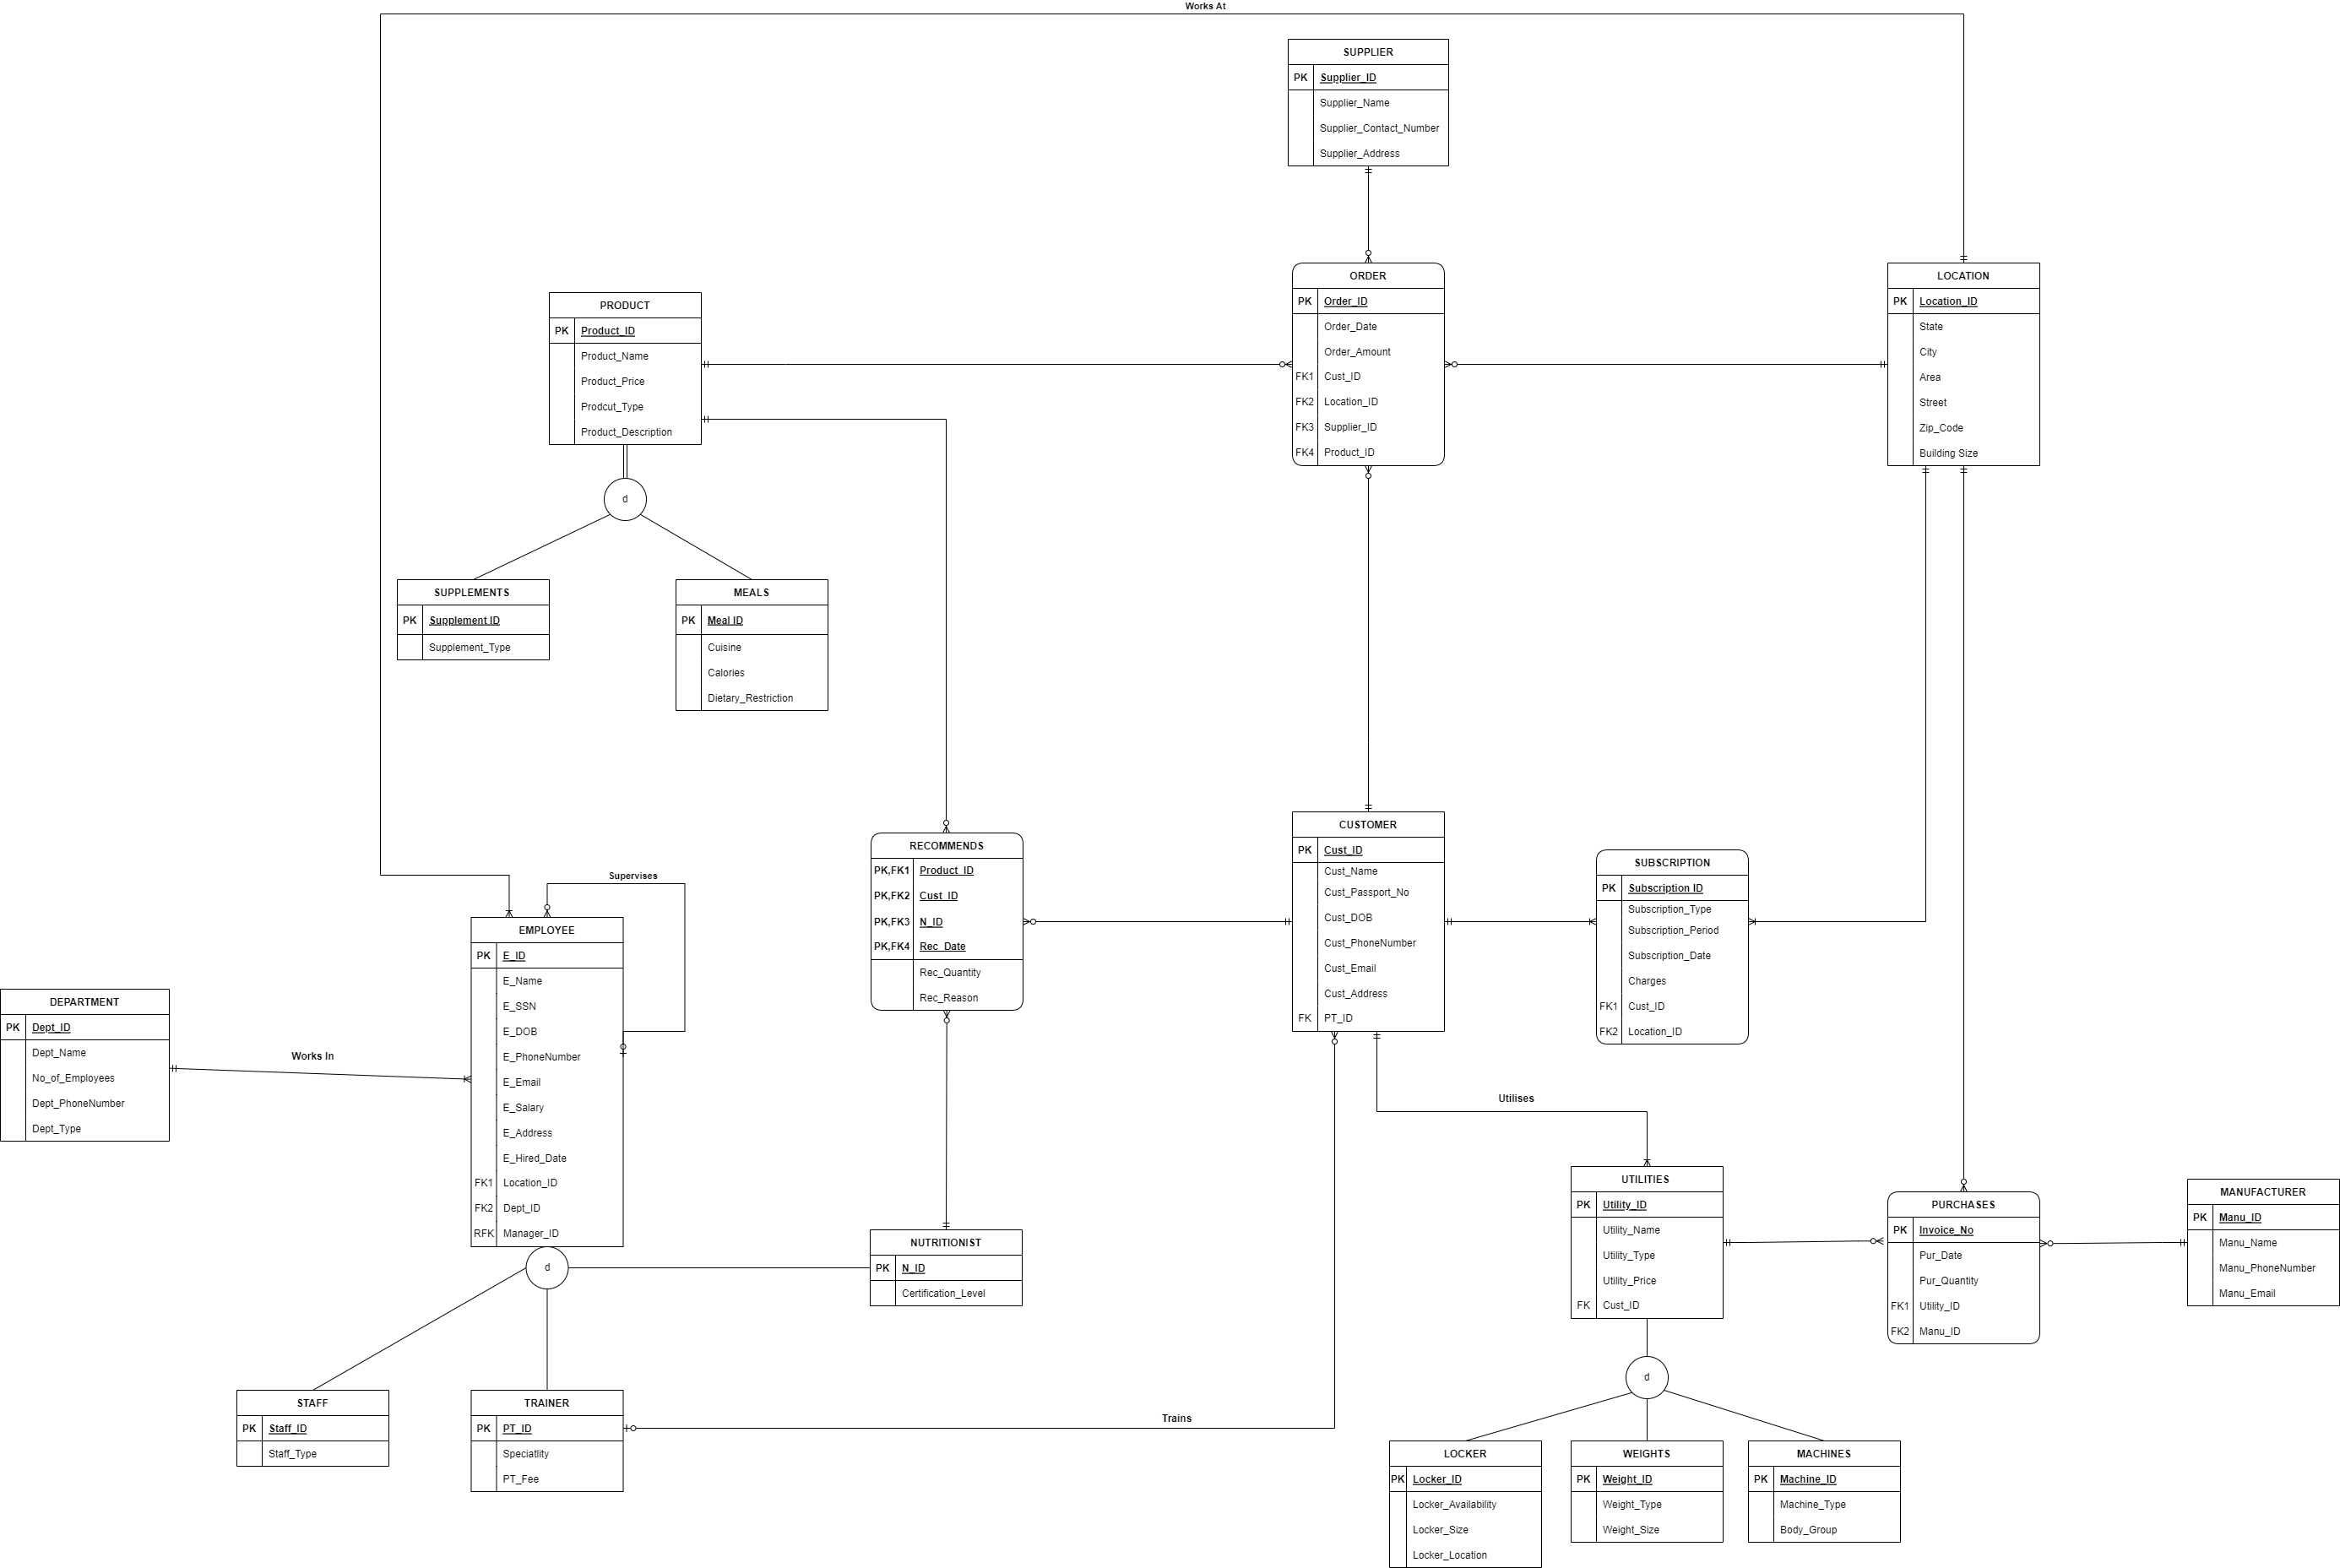 Works At
SUPPLIER
PK Supplier_ID
Supplier_Name
Supplier_Contact_Number
Supplier_Address
ORDER
PK Order_ID
Order_Date
Order_Amount
FK1 Cust_ID
FK2 Location_ID
FK3 Supplier_ID
FK4 Product_ID
LOCATION
PK Location_ID
State
City
Area
Street
Zip_Code
Building Size
PRODUCT
PK Product_ID
Product_Name
Product_Price
Prodcut_Type
Product_Description
d
SUPPLEMENTS
PK Supplement ID
Supplement_Type
MEALS
PK Meal ID
Cuisine
Calories
Dietary_Restriction
CUSTOMER
PK Cust_ID
Cust_Name
Cust_Passport_No
Cust_DOB
Cust_PhoneNumber
Cust_Email
Cust_Address
FK PT_ID
RECOMMENDS
PK,FK1 Product_ID
PK,FK2 Cust_ID
PK,FK3 N_ID
PK,FK4 Rec_Date
Rec_Quantity
Rec_Reason
SUBSCRIPTION
PK Subscription ID
Subscription_Type
Subscription_Period
Subscription_Date
Charges
FK1 Cust_ID
FK2 Location_ID
Supervises
EMPLOYEE
PK E_ID
E_Name
E_SSN
E_DOB
E_PhoneNumber
E_Email
E_Salary
E_Address
E_Hired_Date
FK1 Location_ID
FK2 Dept_ID
RFK Manager_ID
DEPARTMENT
PK Dept_ID
Dept_Name
No_of_Employees
Dept_PhoneNumber
Dept_Type
Works In
Utilises
UTILITIES
PK Utility_ID
Utility_Name
Utility_Type
Utility_Price
FK Cust_ID
PURCHASES
PK Invoice_No
Pur_Date
Pur_Quantity
FK1 Utility_ID
FK2 Manu_ID
MANUFACTURER
PK Manu_ID
Manu_Name
Manu_PhoneNumber
Manu_Email
NUTRITIONIST
PK N_ID
Certification_Level
d
STAFF
PK Staff_ID
Staff_Type
TRAINER
PK PT_ID
Speciatlity
PT_Fee
Trains
d
LOCKER
PK Locker_ID
Locker_Availability
Locker_Size
Locker_Location
WEIGHTS
PK Weight_ID
Weight_Type
Weight_Size
MACHINES
PK Machine_ID
Machine_Type
Body_Group